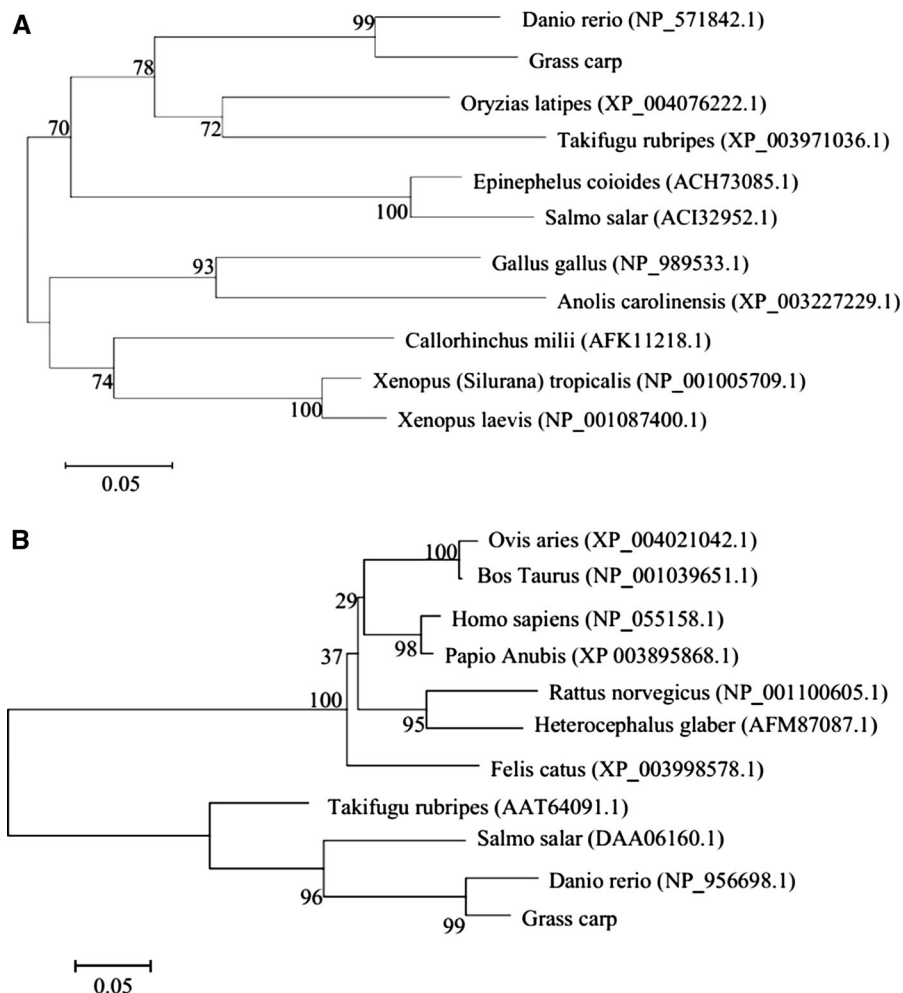 A
99
Danio rerio (NP_571842.1)
Grass carp
78
Oryzias latipes (XP_004076222.1)
72
Takifugu rubripes (XP_003971036.1)
70
Epinephelus coioides (ACH73085.1)
100
Salmo salar (ACI32952.1)
93
Gallus gallus (NP_989533.1)
Anolis carolinensis (XP_003227229.1)
Callorhinchus milii (AFK11218.1)
74
Xenopus (Silurana) tropicalis (NP_001005709.1)
100
Xenopus laevis (NP_001087400.1)
0.05
B
Ovis aries (XP_004021042.1)
100
Bos Taurus (NP_001039651.1)
29
Homo sapiens (NP_055158.1)
98
Papio Anubis (XP 003895868.1)
37
Rattus norvegicus (NP_001100605.1)
100
95
Heterocephalus glaber (AFM87087.1)
Felis catus (XP_003998578.1)
Takifugu rubripes (AAT64091.1)
Salmo salar (DAA06160.1)
96
Danio rerio (NP_956698.1)
99
Grass carp
0.05